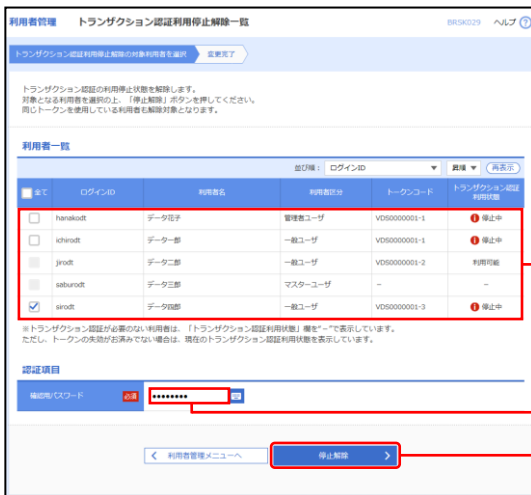 利用者管理 トランザクション認証利用停止解除一覧 BRSK029 ヘルプ ?
トランザクション認証利用停止解除の対象利用者を選択 変更完了
トランザクション認証の利用停止状態を解除します。
対象となる利用者を選択の上、「停止解除」ボタンを押してください。
同じトークンを使用している利用者も解除対象となります。
利用者一覧
並び順： ログインID 昇順 再表示
全て ログインID 利用者名 利用者区分 トークンコード トランザクション認証
利用状態
hanakodt データ花子 管理者ユーザ VDS0000001-1 停止中
ichirodt データ一郎 一般ユーザ VDS0000001-1 停止中
jirodt データ二郎 一般ユーザ VDS0000001-2 利用可能
saburodt データ三郎 マスターユーザ － －
sirodt データ四郎 一般ユーザ VDS0000001-3 停止中
※トランザクション認証が必要のない利用者は、「トランザクション認証利用状態」欄を"－"で表示しています。
ただし、トークンの失効がお済みでない場合は、現在のトランザクション認証利用状態を表示しています。
認証項目
確認用パスワード 必須 ••••••••
利用者管理メニューへ 停止解除